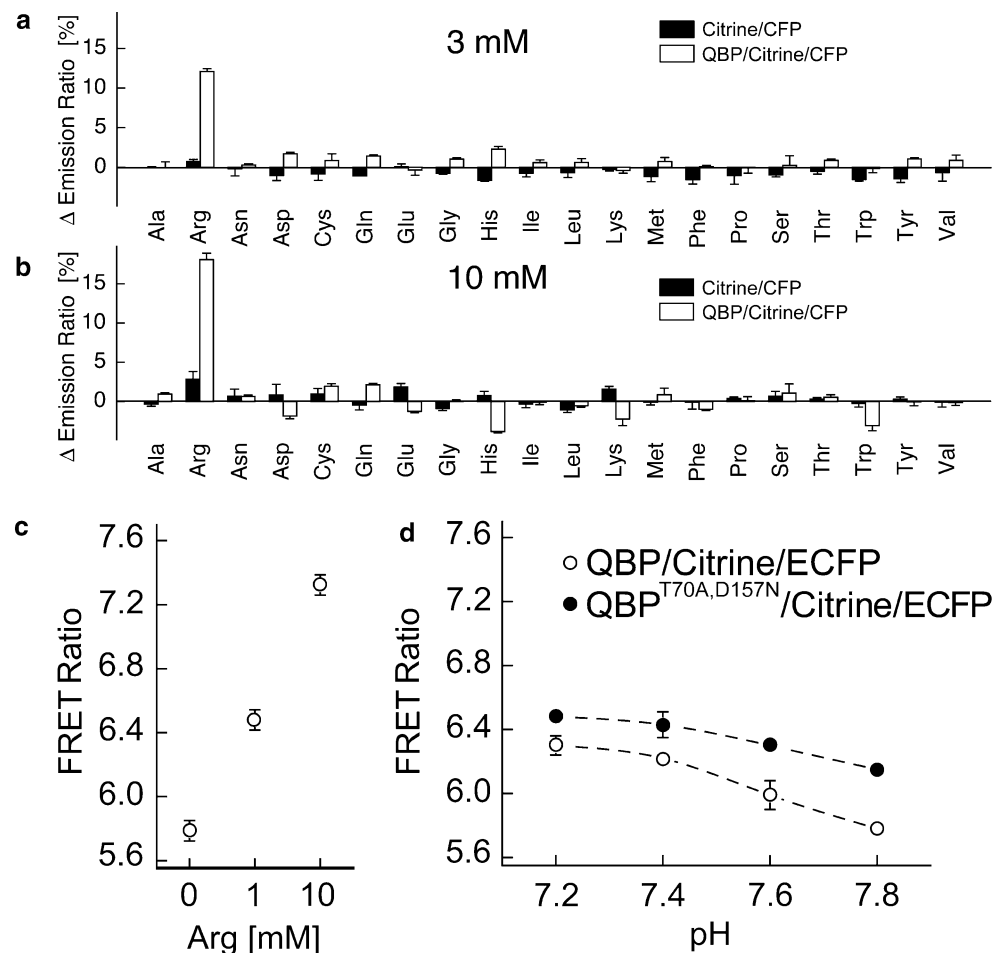 a
Δ Emission Ratio [%]
15
10
5
0
3 mM
Citrine/CFP
QBP/Citrine/CFP
Ala Arg Asn Asp Cys Gln Glu Gly His Ile Leu Lys Met Phe Pro Ser Thr Trp Tyr Val
b
Δ Emission Ratio [%]
15
10
5
0
10 mM
Citrine/CFP
QBP/Citrine/CFP
Ala Arg Asn Asp Cys Gln Glu Gly His Ile Leu Lys Met Phe Pro Ser Thr Trp Tyr Val
c
FRET Ratio
7.6
7.2
6.8
6.4
6.0
5.6
0 1 10
Arg [mM]
d
FRET Ratio
7.6
7.2
6.8
6.4
6.0
5.6
QBP/Citrine/ECFP
QBP^T70A,D157N/Citrine/ECFP
7.2 7.4 7.6 7.8
pH